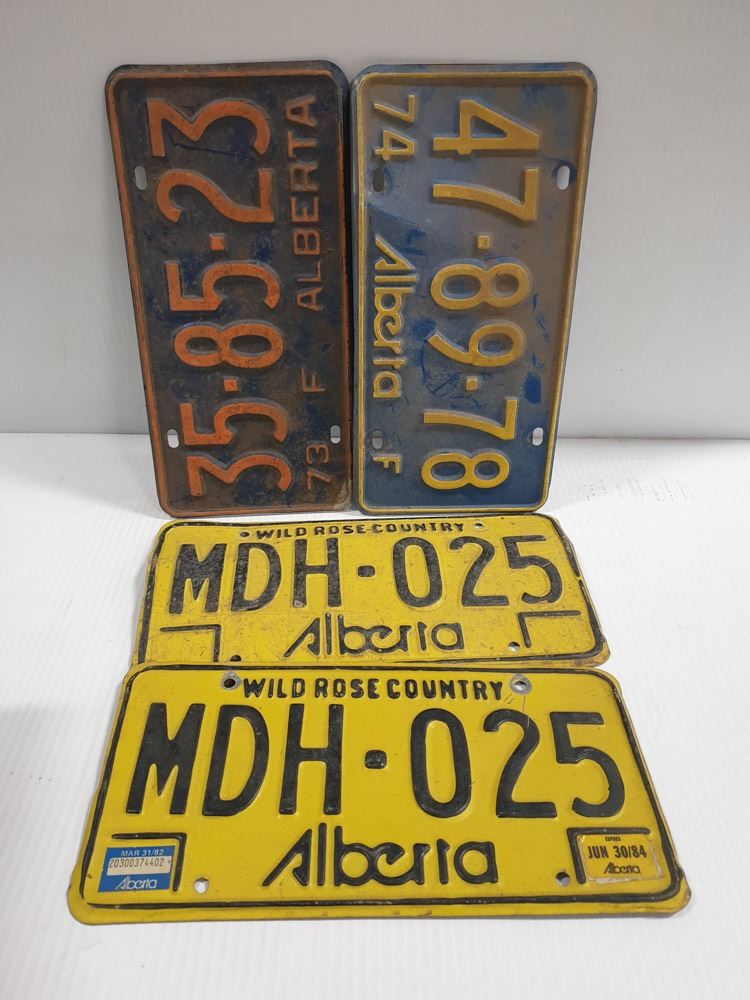 35·85·23
73 F ALBERTA
47·89·78
74 Alberta F
WILD ROSE COUNTRY
MDH·025
Alberta
WILD ROSE COUNTRY
MDH·025
Alberta
MAR 31/82
20300374402
Alberta
EXPIRES
JUN 30/84
Alberta